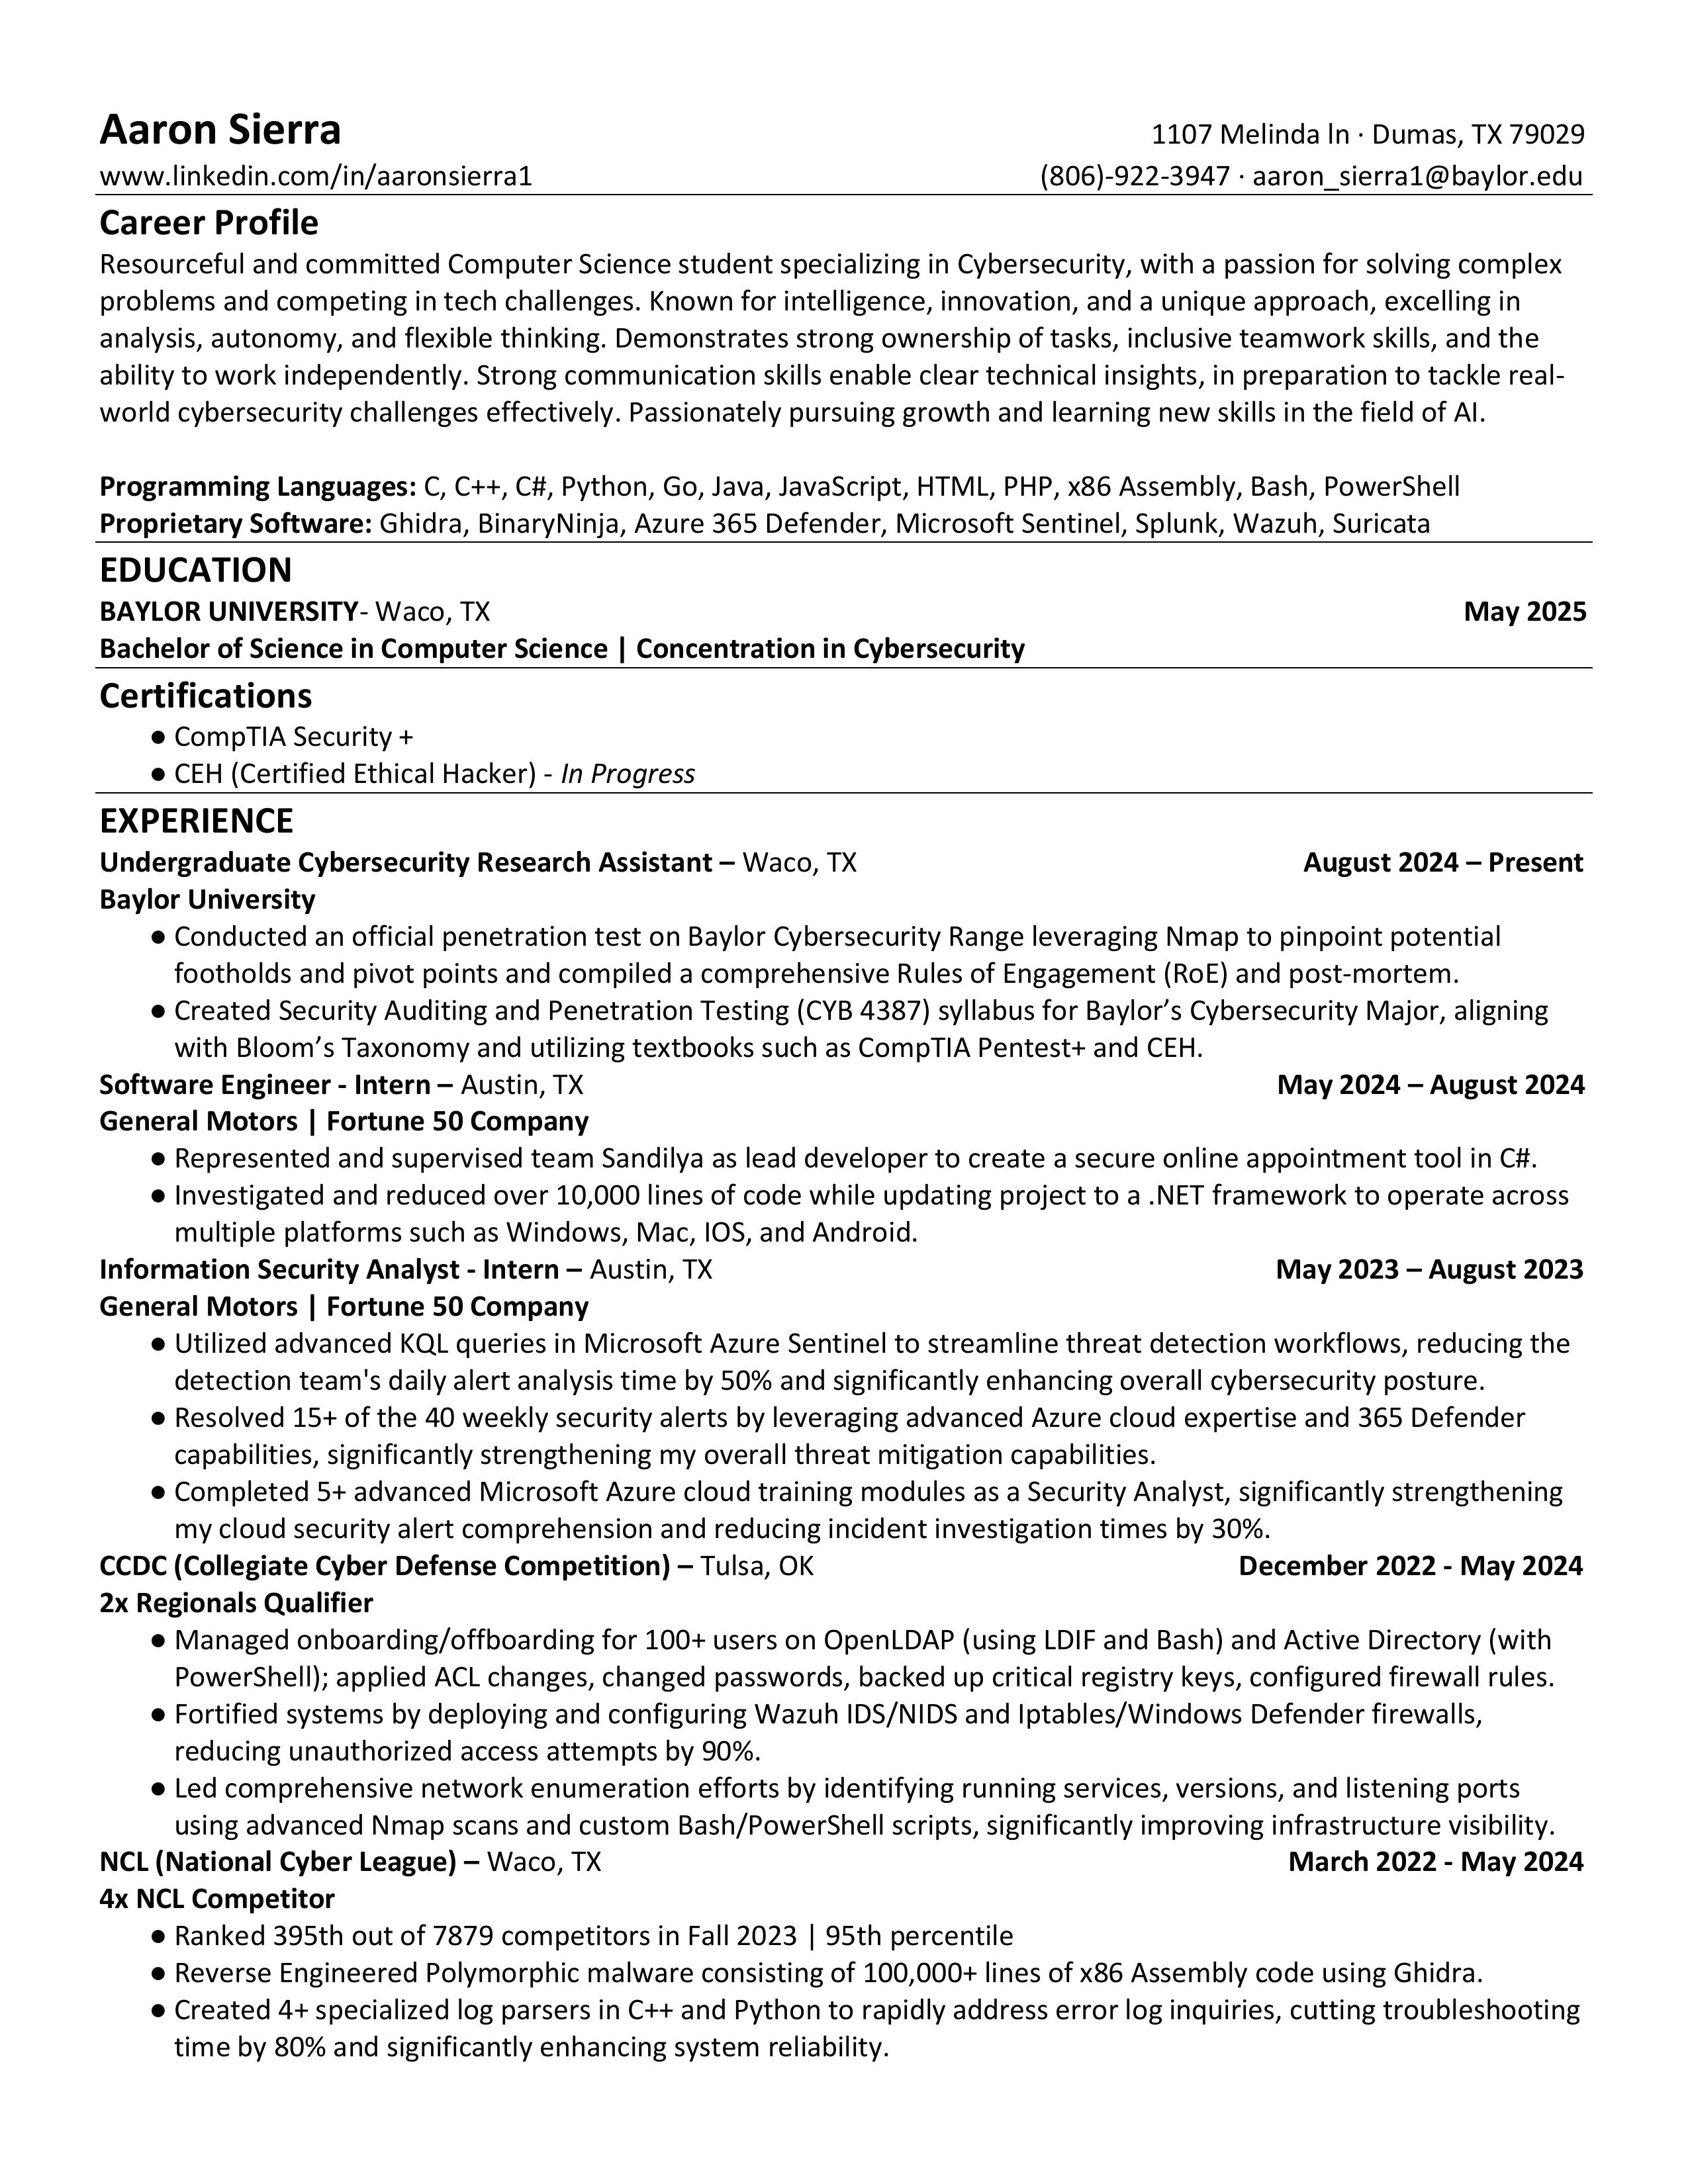 Aaron Sierra 1107 Melinda ln · Dumas, TX 79029
www.linkedin.com/in/aaronsierra1 (806)-922-3947 · aaron_sierra1@baylor.edu
Career Profile
Resourceful and committed Computer Science student specializing in Cybersecurity, with a passion for solving complex
problems and competing in tech challenges. Known for intelligence, innovation, and a unique approach, excelling in
analysis, autonomy, and flexible thinking. Demonstrates strong ownership of tasks, inclusive teamwork skills, and the
ability to work independently. Strong communication skills enable clear technical insights, in preparation to tackle real-
world cybersecurity challenges effectively. Passionately pursuing growth and learning new skills in the field of AI.
Programming Languages: C, C++, C#, Python, Go, Java, JavaScript, HTML, PHP, x86 Assembly, Bash, PowerShell
Proprietary Software: Ghidra, BinaryNinja, Azure 365 Defender, Microsoft Sentinel, Splunk, Wazuh, Suricata
EDUCATION
BAYLOR UNIVERSITY- Waco, TX May 2025
Bachelor of Science in Computer Science | Concentration in Cybersecurity
Certifications
● CompTIA Security +
● CEH (Certified Ethical Hacker) - In Progress
EXPERIENCE
Undergraduate Cybersecurity Research Assistant – Waco, TX August 2024 – Present
Baylor University
● Conducted an official penetration test on Baylor Cybersecurity Range leveraging Nmap to pinpoint potential
footholds and pivot points and compiled a comprehensive Rules of Engagement (RoE) and post-mortem.
● Created Security Auditing and Penetration Testing (CYB 4387) syllabus for Baylor’s Cybersecurity Major, aligning
with Bloom’s Taxonomy and utilizing textbooks such as CompTIA Pentest+ and CEH.
Software Engineer - Intern – Austin, TX May 2024 – August 2024
General Motors | Fortune 50 Company
● Represented and supervised team Sandilya as lead developer to create a secure online appointment tool in C#.
● Investigated and reduced over 10,000 lines of code while updating project to a .NET framework to operate across
multiple platforms such as Windows, Mac, IOS, and Android.
Information Security Analyst - Intern – Austin, TX May 2023 – August 2023
General Motors | Fortune 50 Company
● Utilized advanced KQL queries in Microsoft Azure Sentinel to streamline threat detection workflows, reducing the
detection team's daily alert analysis time by 50% and significantly enhancing overall cybersecurity posture.
● Resolved 15+ of the 40 weekly security alerts by leveraging advanced Azure cloud expertise and 365 Defender
capabilities, significantly strengthening my overall threat mitigation capabilities.
● Completed 5+ advanced Microsoft Azure cloud training modules as a Security Analyst, significantly strengthening
my cloud security alert comprehension and reducing incident investigation times by 30%.
CCDC (Collegiate Cyber Defense Competition) – Tulsa, OK December 2022 - May 2024
2x Regionals Qualifier
● Managed onboarding/offboarding for 100+ users on OpenLDAP (using LDIF and Bash) and Active Directory (with
PowerShell); applied ACL changes, changed passwords, backed up critical registry keys, configured firewall rules.
● Fortified systems by deploying and configuring Wazuh IDS/NIDS and Iptables/Windows Defender firewalls,
reducing unauthorized access attempts by 90%.
● Led comprehensive network enumeration efforts by identifying running services, versions, and listening ports
using advanced Nmap scans and custom Bash/PowerShell scripts, significantly improving infrastructure visibility.
NCL (National Cyber League) – Waco, TX March 2022 - May 2024
4x NCL Competitor
● Ranked 395th out of 7879 competitors in Fall 2023 | 95th percentile
● Reverse Engineered Polymorphic malware consisting of 100,000+ lines of x86 Assembly code using Ghidra.
● Created 4+ specialized log parsers in C++ and Python to rapidly address error log inquiries, cutting troubleshooting
time by 80% and significantly enhancing system reliability.